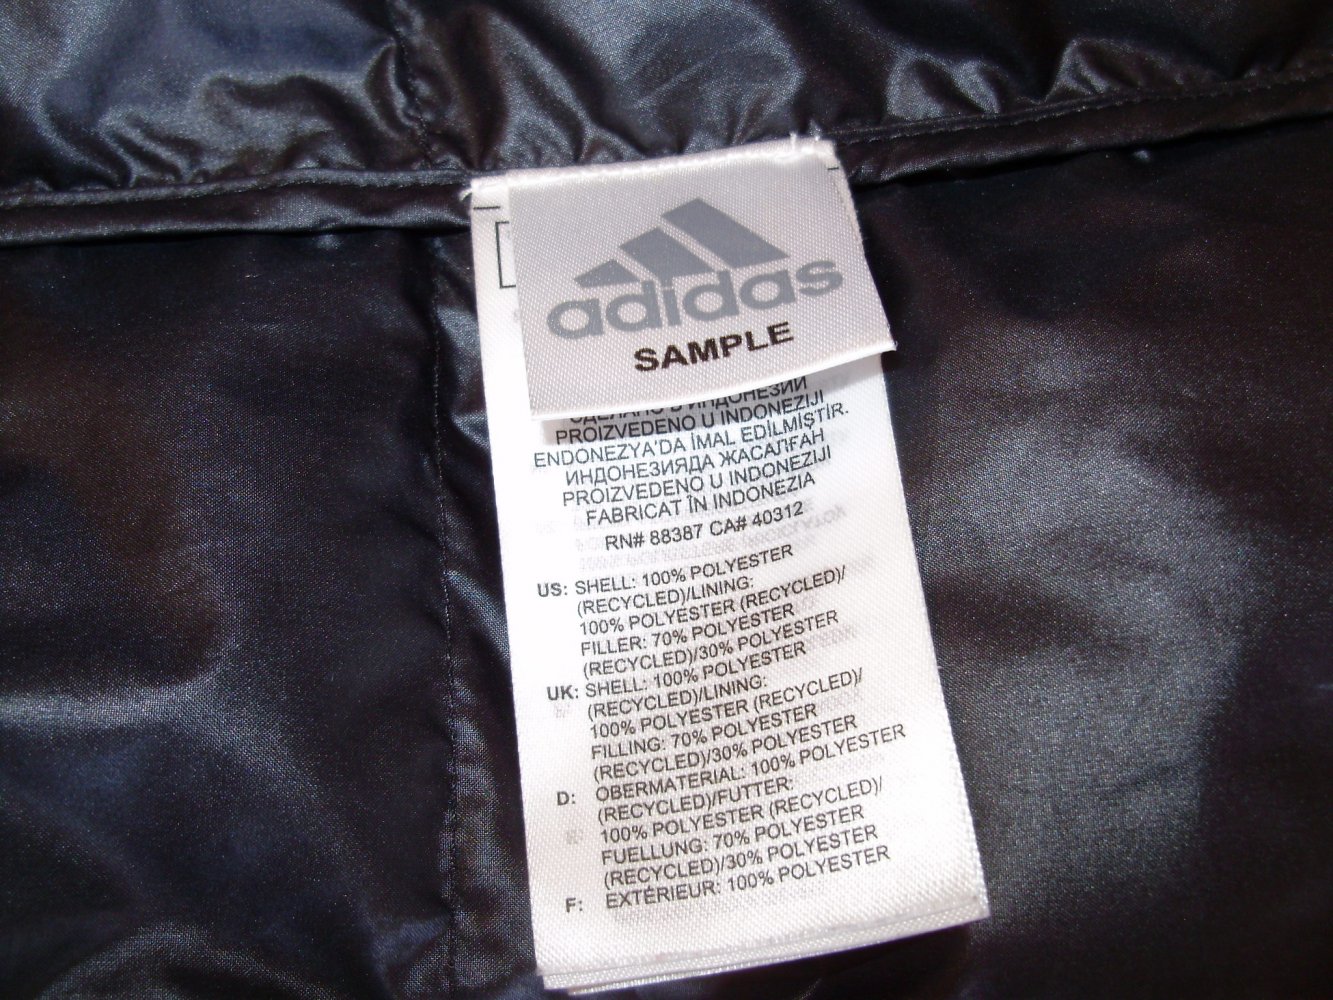 adidas
SAMPLE
СДЕЛАНО В ИНДОНЕЗИИ
PROIZVEDENO U INDONEZIJI
ENDONEZYA'DA İMAL EDİLMİŞTİR.
ИНДОНЕЗИЯДА ЖАСАЛҒАН
PROIZVEDENO U INDONEZIJI
FABRICAT ÎN INDONEZIA
RN# 88387 CA# 40312
US: SHELL: 100% POLYESTER
(RECYCLED)/LINING:
100% POLYESTER (RECYCLED)/
FILLER: 70% POLYESTER
(RECYCLED)/30% POLYESTER
UK: SHELL: 100% POLYESTER
(RECYCLED)/LINING:
100% POLYESTER (RECYCLED)/
FILLING: 70% POLYESTER
(RECYCLED)/30% POLYESTER
D: OBERMATERIAL: 100% POLYESTER
(RECYCLED)/FUTTER:
100% POLYESTER (RECYCLED)/
FUELLUNG: 70% POLYESTER
(RECYCLED)/30% POLYESTER
F: EXTÉRIEUR: 100% POLYESTER